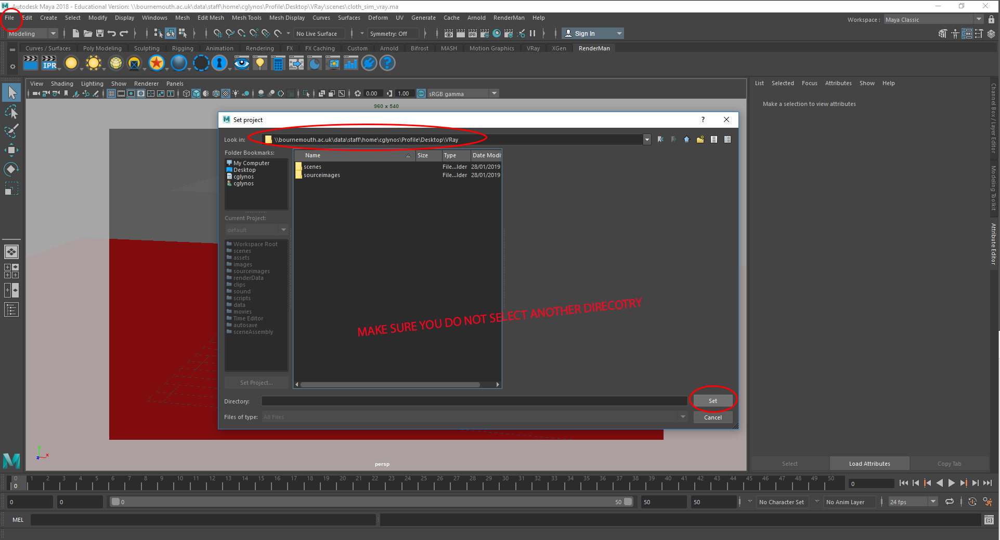 Autodesk Maya 2018 - Educational Version: \\bournemouth.ac.uk\data\staff\home\cglynos\Profile\Desktop\VRay\scenes\cloth_sim_vray.ma
File Edit Create Select Modify Display Windows Mesh Edit Mesh Mesh Tools Mesh Display Curves Surfaces Deform UV Generate Cache Arnold RenderMan Help
Workspace : Maya Classic
Modeling No Live Surface Symmetry: Off IPR Sign In
Curves / Surfaces Poly Modeling Sculpting Rigging Animation Rendering FX FX Caching Custom Arnold Bifrost MASH Motion Graphics VRay XGen RenderMan
IPR
View Shading Lighting Show Renderer Panels
0.00 1.00 ON sRGB gamma
List Selected Focus Attributes Show Help
Make a selection to view attributes
960 x 540
Set project
Look in: \\bournemouth.ac.uk\data\staff\home\cglynos\Profile\Desktop\VRay
Folder Bookmarks:
My Computer
Desktop
cglynos
cglynos
Name Size Type Date Modif
scenes File...lder 28/01/2019
sourceimages File...lder 28/01/2019
Current Project:
default
Workspace Root
scenes
assets
images
sourceimages
renderData
clips
sound
scripts
data
movies
Time Editor
autosave
sceneAssembly
Set Project...
MAKE SURE YOU DO NOT SELECT ANOTHER DIRECOTRY
Directory: Set
Files of type: All Files Cancel
Channel Box / Layer Editor
Modeling Toolkit
Attribute Editor
y
z x
persp
Select Load Attributes Copy Tab
0 1 2 3 4 5 6 7 8 9 10 11 12 13 14 15 16 17 18 19 20 21 22 23 24 25 26 27 28 29 30 31 32 33 34 35 36 37 38 39 40 41 42 43 44 45 46 47 48 49 50
0 0
0 0 0 50 50 50 No Character Set No Anim Layer 24 fps
MEL